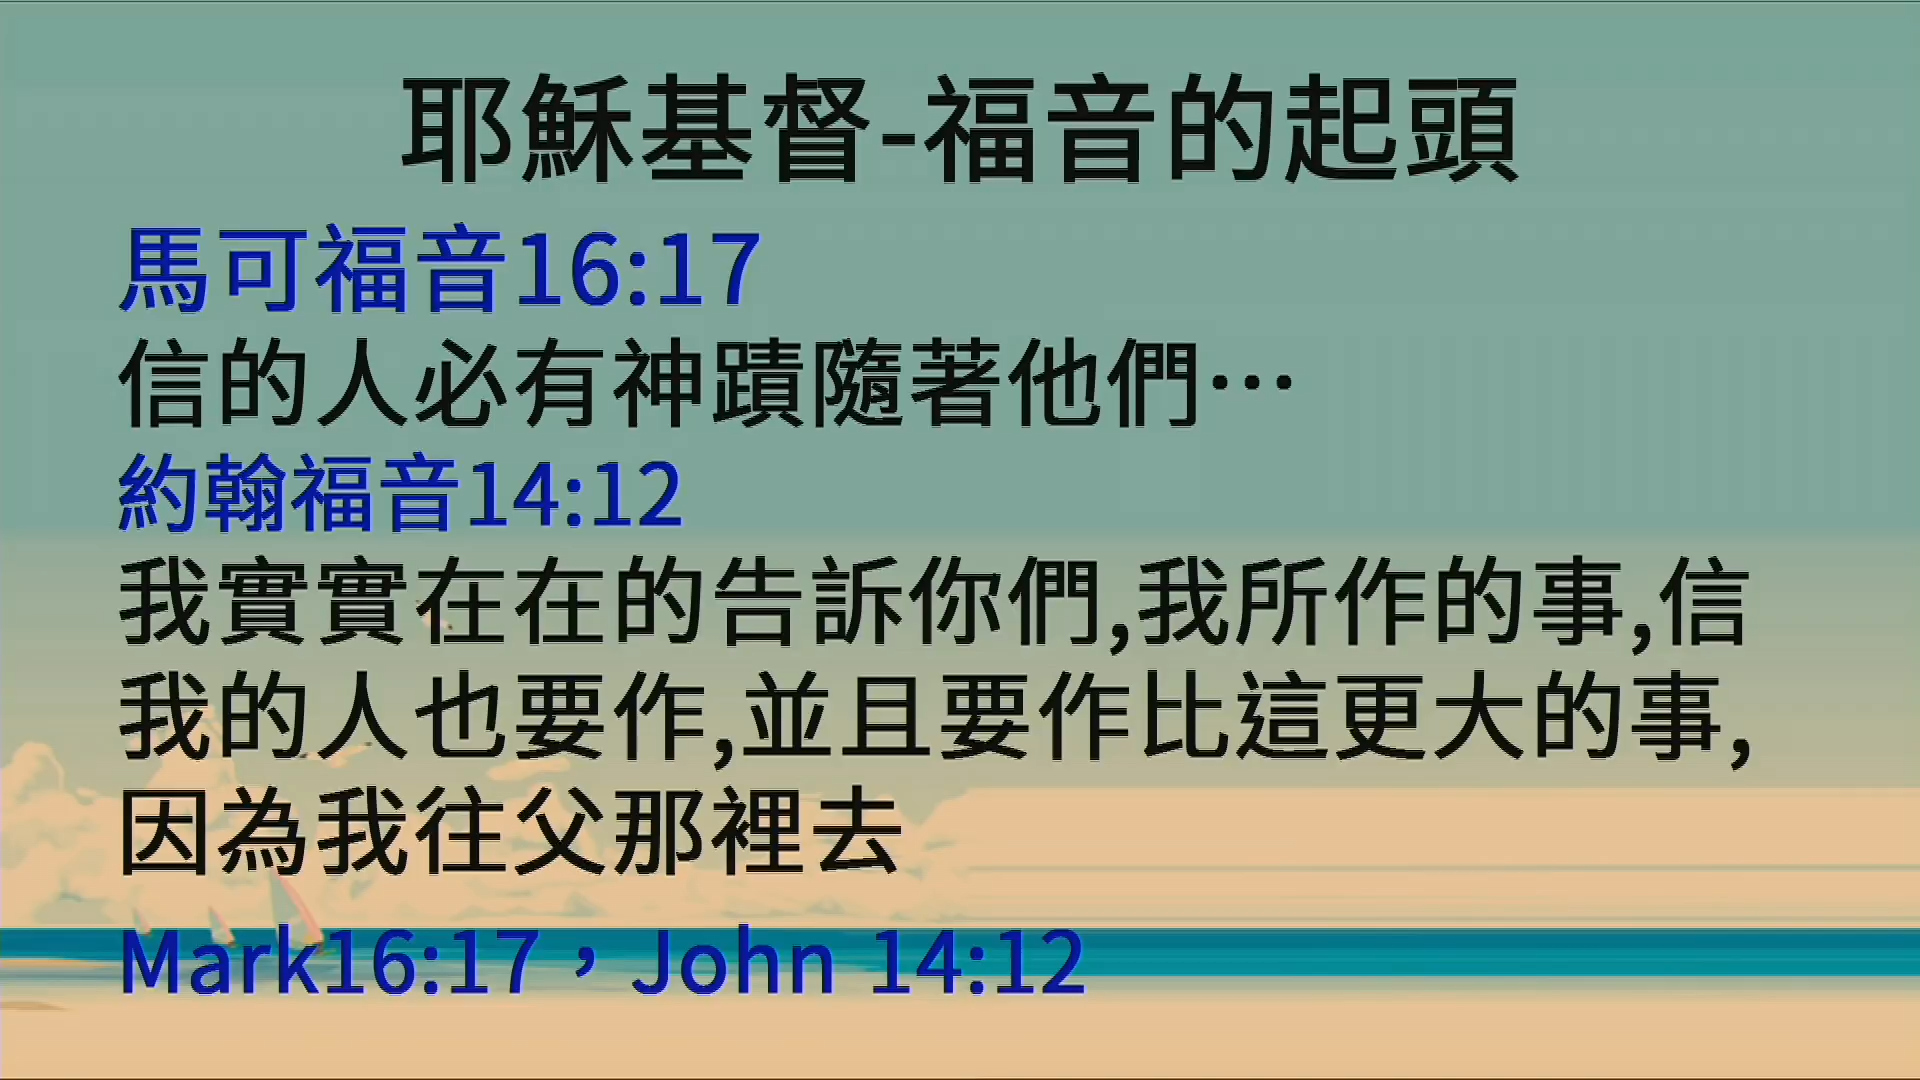 耶穌基督-福音的起頭
馬可福音16:17
信的人必有神蹟隨著他們…
約翰福音14:12
我實實在在的告訴你們,我所作的事,信
我的人也要作,並且要作比這更大的事,
因為我往父那裡去
Mark16:17，John 14:12